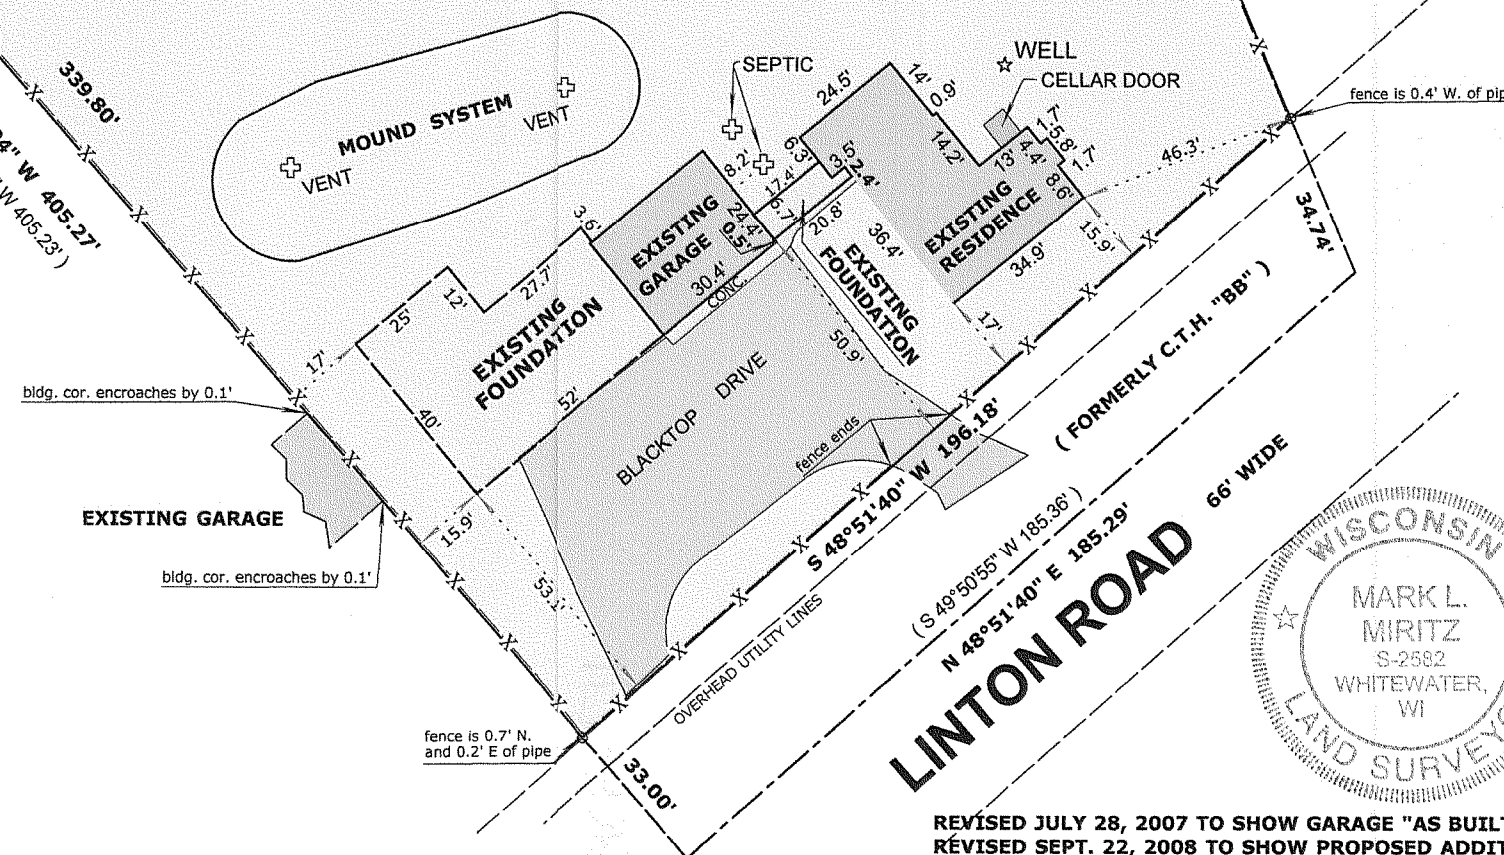 339.80'
W 405.27'
W 405.23' )
MOUND SYSTEM
VENT
VENT
SEPTIC
WELL
CELLAR DOOR
fence is 0.4' W. of
24.5'
14'
0.9'
14.2'
13'
4.4'
1.7'
5.8'
1.7'
8.6'
46.3'
34.74'
15.9'
34.9'
17'
36.4'
20.8'
6.3'
3.5'
2.4'
17.4'
6.7'
8.2'
24.4'
0.5'
3.6'
30.4'
CONC.
EXISTING
GARAGE
EXISTING
RESIDENCE
EXISTING
FOUNDATION
EXISTING
FOUNDATION
27.7'
12'
25'
17'
40'
52'
50.9'
15.9'
53.1'
BLACKTOP DRIVE
fence ends
bldg. cor. encroaches by 0.1'
EXISTING GARAGE
bldg. cor. encroaches by 0.1'
fence is 0.7' N.
and 0.2' E of pipe
33.00'
OVERHEAD UTILITY LINES
S 48°51'40" W 196.18'
( S 49°50'55" W 185.36' )
N 48°51'40" E 185.29'
( FORMERLY C.T.H. "BB" )
LINTON ROAD 66' WIDE
WISCONSIN
MARK L.
MIRITZ
S-2582
WHITEWATER,
WI
LAND SURVEYO
REVISED JULY 28, 2007 TO SHOW GARAGE "AS BUILT
REVISED SEPT. 22, 2008 TO SHOW PROPOSED ADDIT